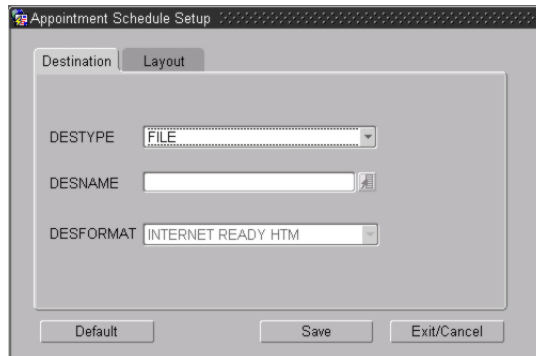 Appointment Schedule Setup
Destination Layout
DESTYPE FILE
DESNAME
DESFORMAT INTERNET READY HTM
Default Save Exit/Cancel